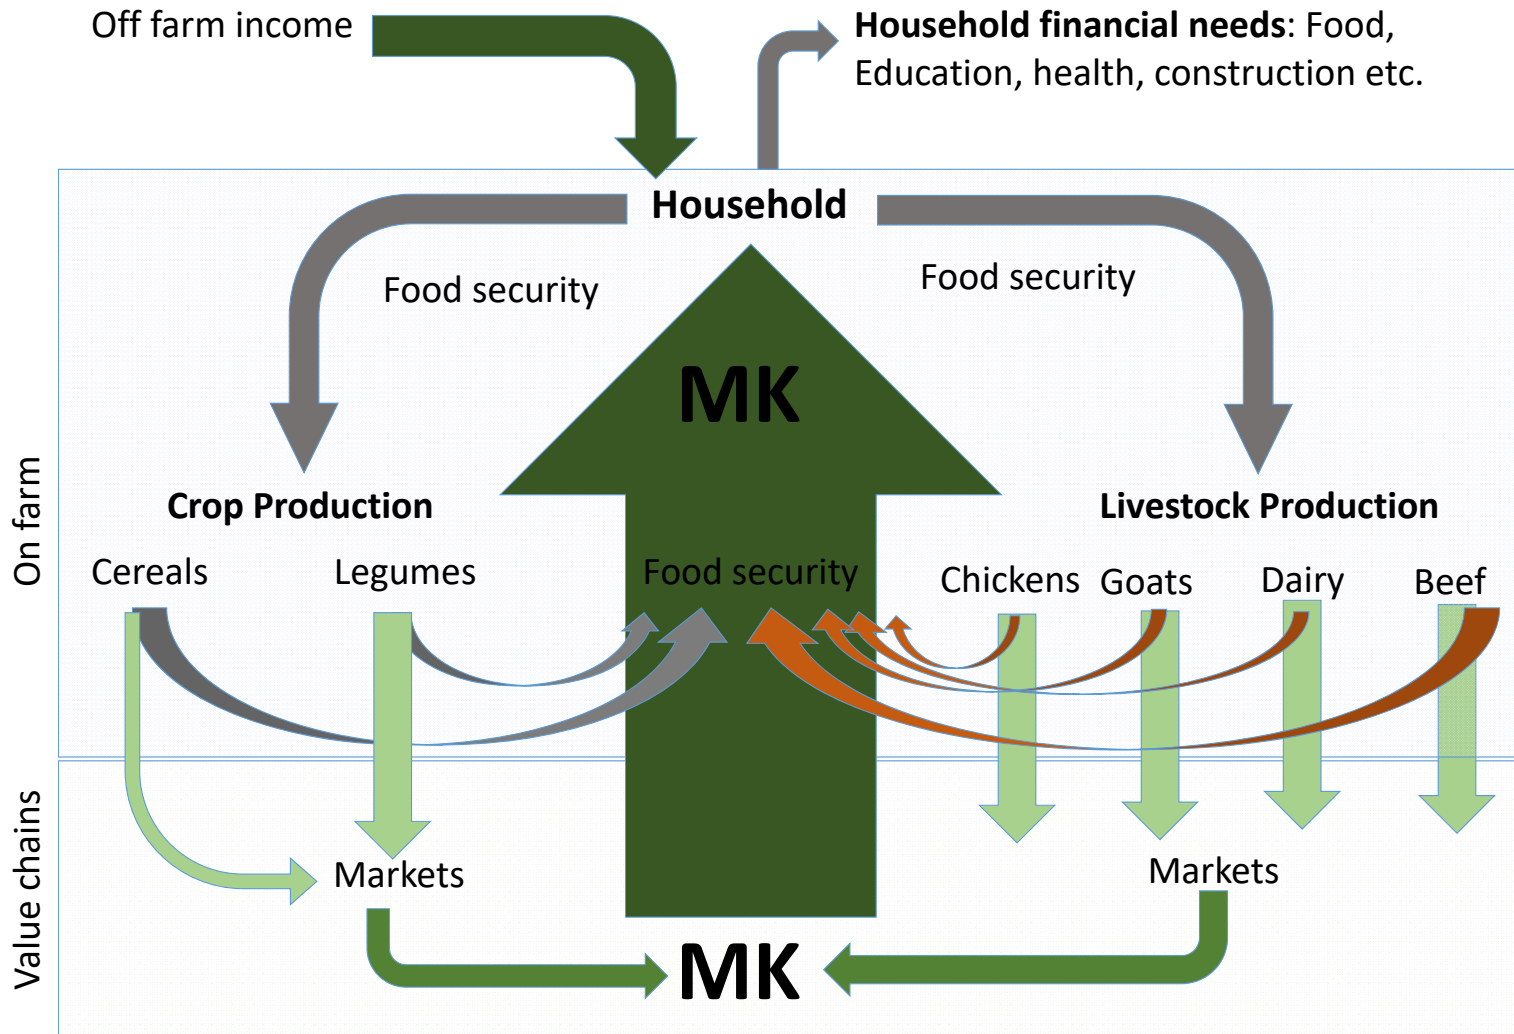 Off farm income
Household financial needs: Food,
Education, health, construction etc.
Household
Food security
Food security
MK
On farm
Crop Production
Livestock Production
Cereals
Legumes
Food security
Chickens
Goats
Dairy
Beef
Value chains
Markets
Markets
MK